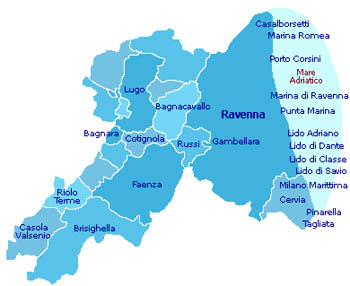 Casalborsetti
Marina Romea
Porto Corsini
Mare
Adriatico
Lugo
Marina di Ravenna
Bagnacavallo
Punta Marina
Ravenna
Bagnara
Cotignola
Lido Adriano
Russi
Gambellara
Lido di Dante
Lido di Classe
Lido di Savio
Faenza
Milano Marittima
Riolo
Terme
Cervia
Pinarella
Casola
Valsenio
Brisighella
Tagliata